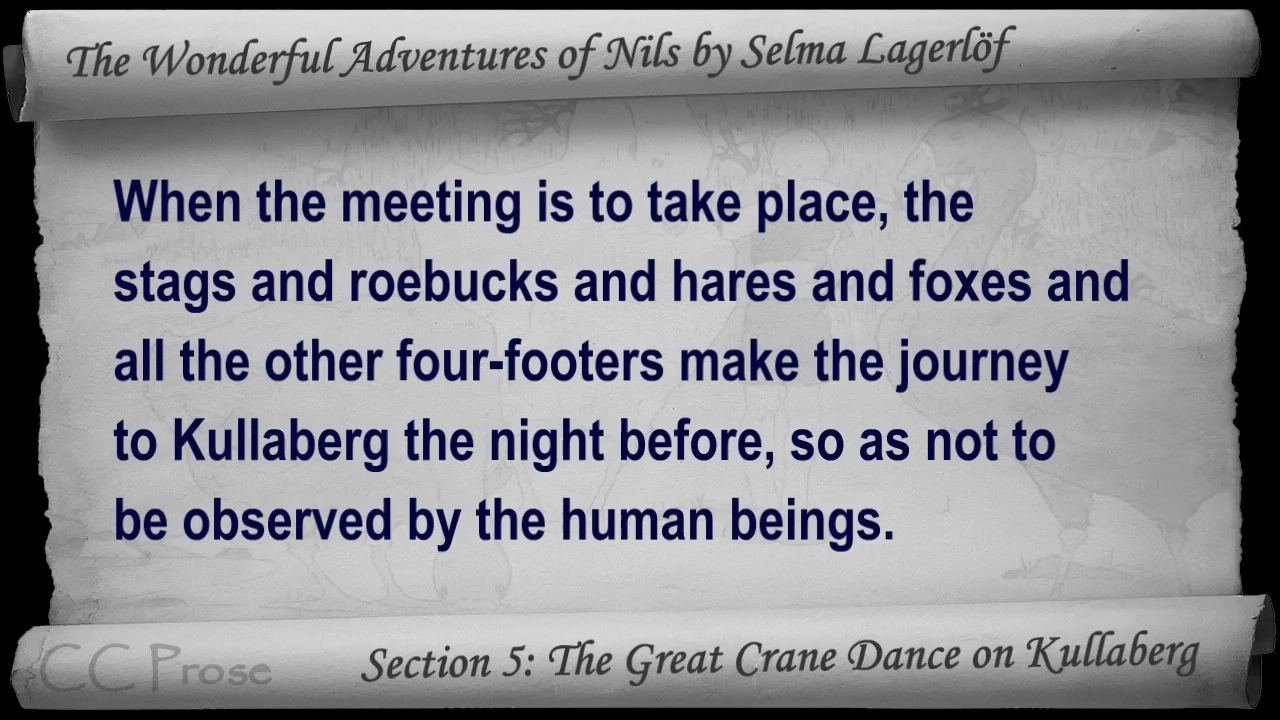 The Wonderful Adventures of Nils by Selma Lagerlöf
When the meeting is to take place, the
stags and roebucks and hares and foxes and
all the other four-footers make the journey
to Kullaberg the night before, so as not to
be observed by the human beings.
CC Prose
Section 5: The Great Crane Dance on Kullaberg